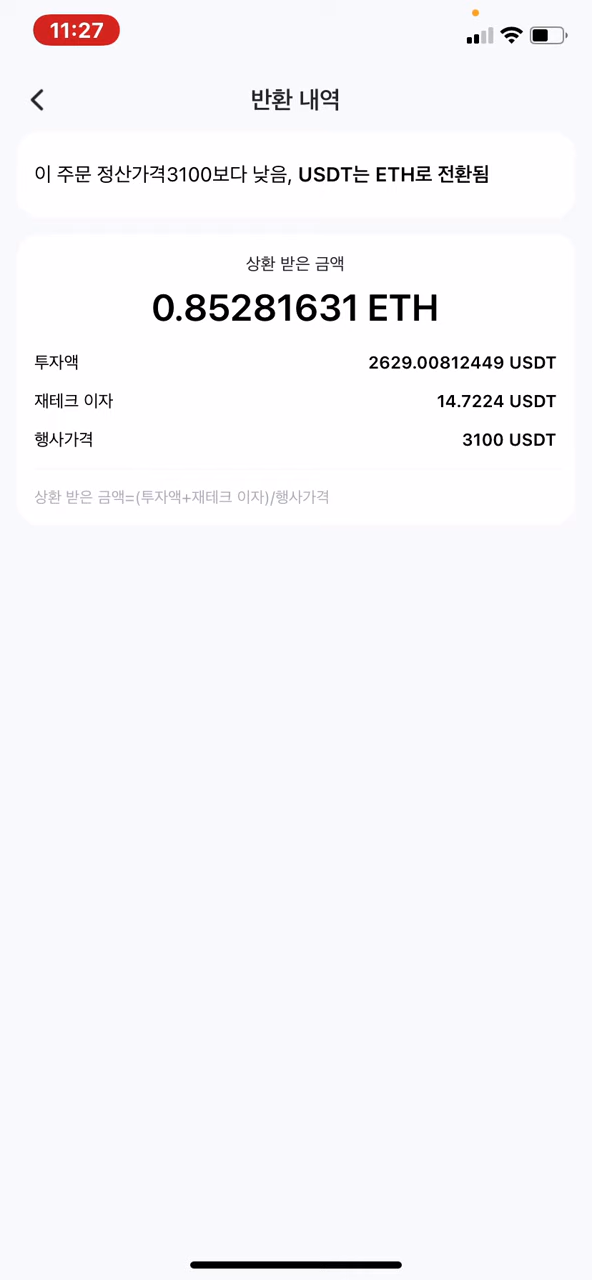 11:27
반환 내역
이 주문 정산가격3100보다 낮음, USDT는 ETH로 전환됨
상환 받은 금액
0.85281631 ETH
투자액 2629.00812449 USDT
재테크 이자 14.7224 USDT
행사가격 3100 USDT
상환 받은 금액=(투자액+재테크 이자)/행사가격